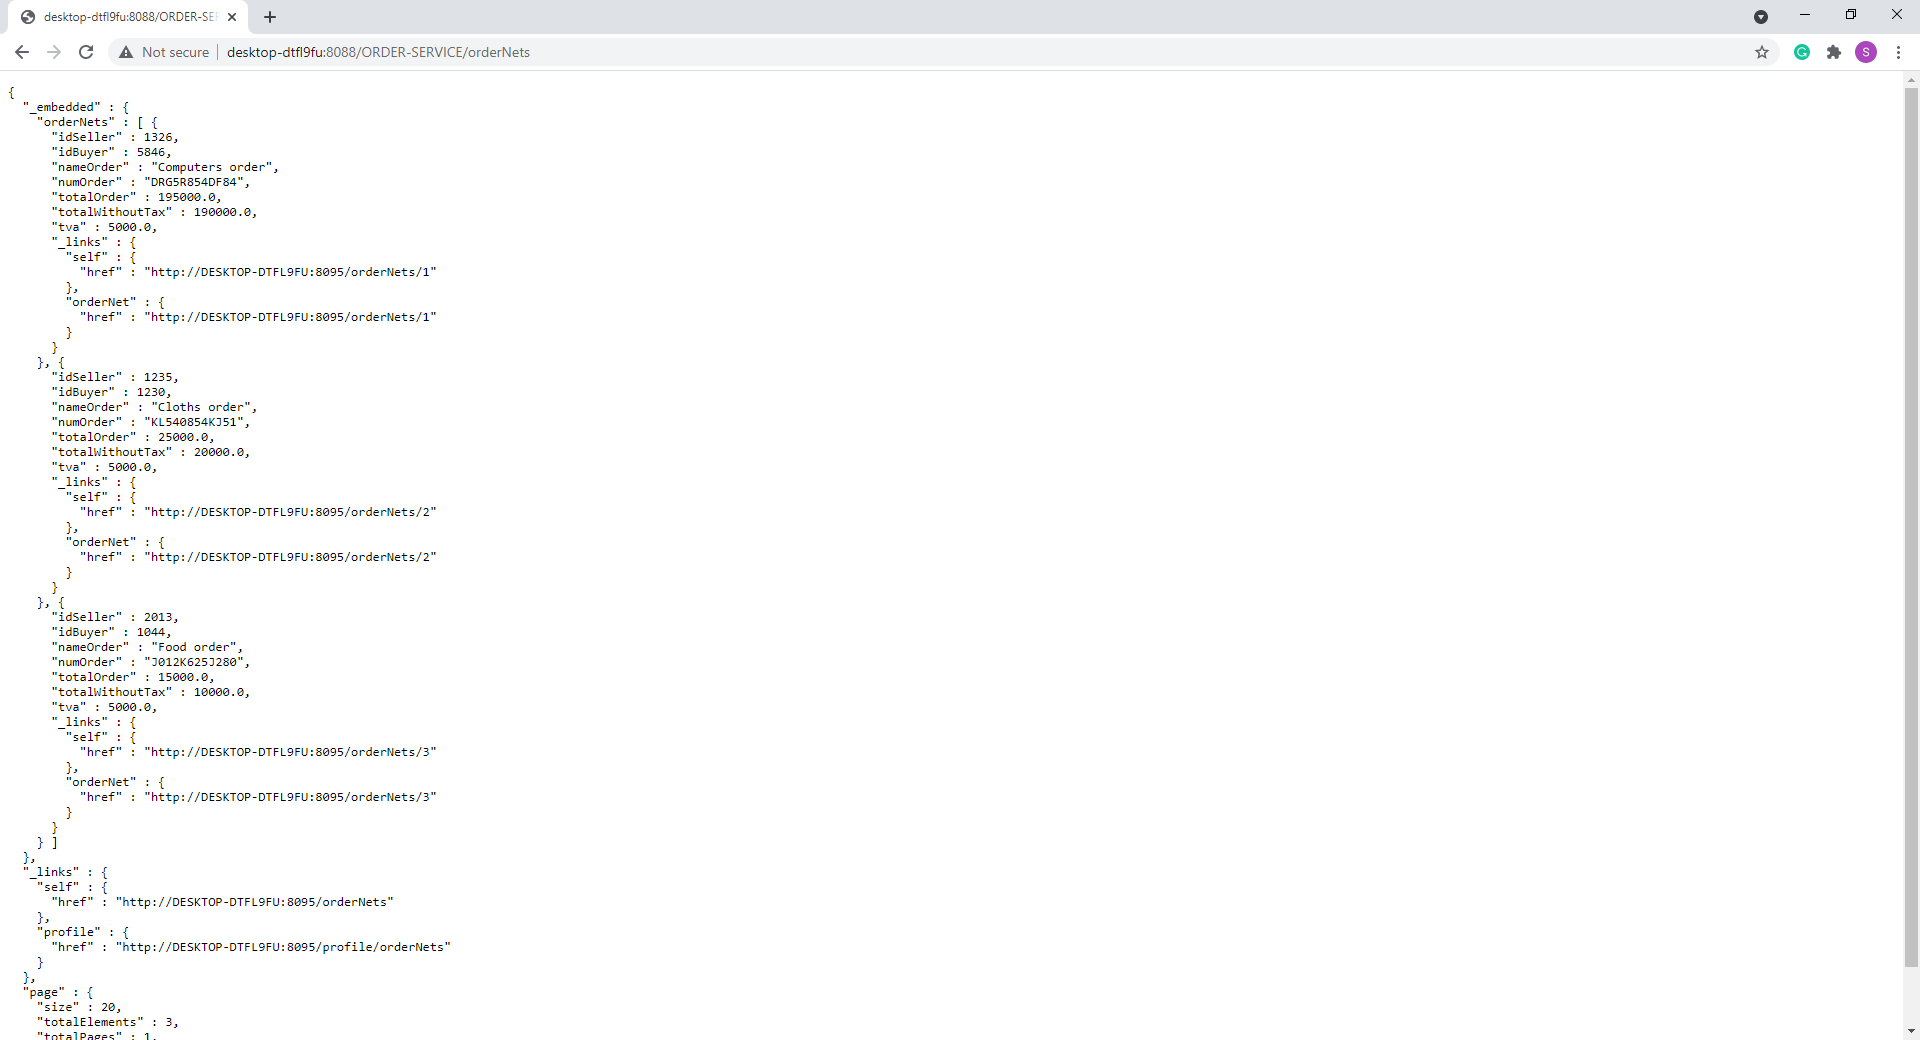 desktop-dtfl9fu:8088/ORDER-SE
Not secure
desktop-dtfl9fu:8088/ORDER-SERVICE/orderNets
S
{
"_embedded" : {
"orderNets" : [ {
"idSeller" : 1326,
"idBuyer" : 5846,
"nameOrder" : "Computers order",
"numOrder" : "DRG5R854DF84",
"totalOrder" : 195000.0,
"totalWithoutTax" : 190000.0,
"tva" : 5000.0,
"_links" : {
"self" : {
"href" : "http://DESKTOP-DTFL9FU:8095/orderNets/1"
},
"orderNet" : {
"href" : "http://DESKTOP-DTFL9FU:8095/orderNets/1"
}
}
}, {
"idSeller" : 1235,
"idBuyer" : 1230,
"nameOrder" : "Cloths order",
"numOrder" : "KL540854KJ51",
"totalOrder" : 25000.0,
"totalWithoutTax" : 20000.0,
"tva" : 5000.0,
"_links" : {
"self" : {
"href" : "http://DESKTOP-DTFL9FU:8095/orderNets/2"
},
"orderNet" : {
"href" : "http://DESKTOP-DTFL9FU:8095/orderNets/2"
}
}
}, {
"idSeller" : 2013,
"idBuyer" : 1044,
"nameOrder" : "Food order",
"numOrder" : "J012K625J280",
"totalOrder" : 15000.0,
"totalWithoutTax" : 10000.0,
"tva" : 5000.0,
"_links" : {
"self" : {
"href" : "http://DESKTOP-DTFL9FU:8095/orderNets/3"
},
"orderNet" : {
"href" : "http://DESKTOP-DTFL9FU:8095/orderNets/3"
}
}
} ]
},
"_links" : {
"self" : {
"href" : "http://DESKTOP-DTFL9FU:8095/orderNets"
},
"profile" : {
"href" : "http://DESKTOP-DTFL9FU:8095/profile/orderNets"
}
},
"page" : {
"size" : 20,
"totalElements" : 3,
"totalPages" : 1,